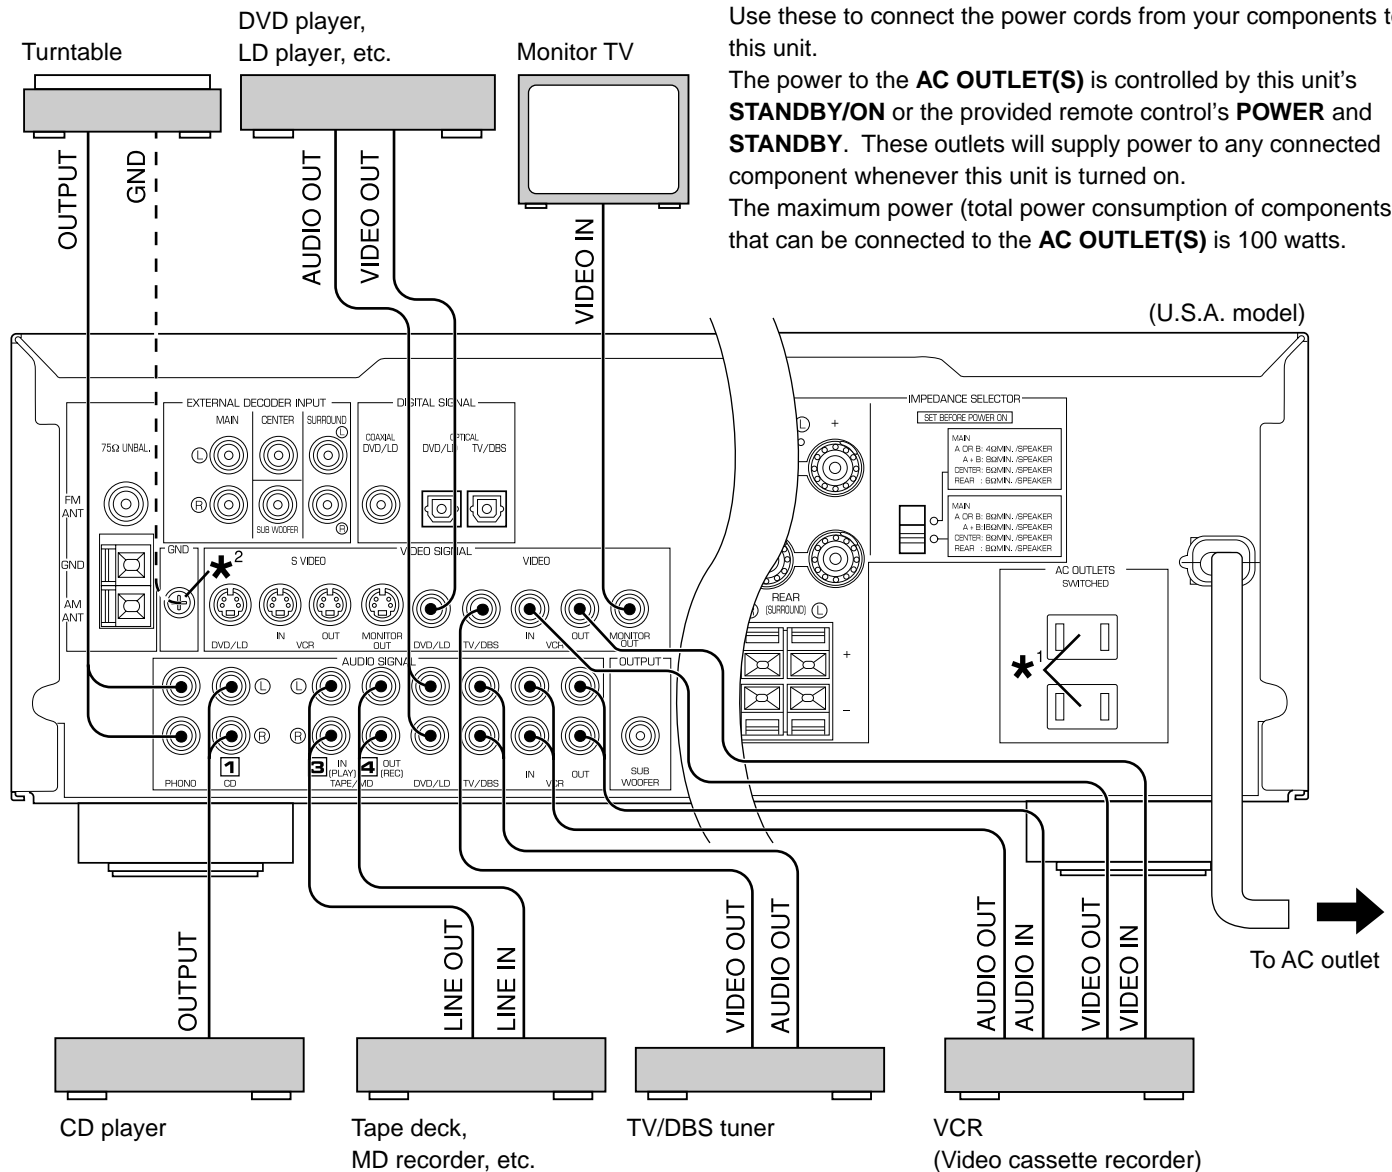 DVD player,
LD player, etc.
Turntable
Monitor TV
Use these to connect the power cords from your components
this unit.
The power to the AC OUTLET(S) is controlled by this unit's
STANDBY/ON or the provided remote control's POWER and
STANDBY. These outlets will supply power to any connected
component whenever this unit is turned on.
The maximum power (total power consumption of components
that can be connected to the AC OUTLET(S) is 100 watts.
OUTPUT
GND
AUDIO OUT
VIDEO OUT
VIDEO IN
(U.S.A. model)
EXTERNAL DECODER INPUT
MAIN
CENTER
SURROUND
L
R
SUB WOOFER
L
R
DIGITAL SIGNAL
COAXIAL
DVD/LD
OPTICAL
DVD/LD
TV/DBS
75Ω UNBAL.
FM
ANT
GND
AM
ANT
GND
*2
VIDEO SIGNAL
S VIDEO
VIDEO
DVD/LD
IN
OUT
VCR
MONITOR
OUT
DVD/LD
TV/DBS
IN
OUT
VCR
MONITOR
OUT
AUDIO SIGNAL
OUTPUT
L
L
R
R
1
3
4
PHONO
CD
IN
(PLAY)
OUT
(REC)
TAPE/MD
DVD/LD
TV/DBS
IN
OUT
VCR
SUB
WOOFER
L
+
REAR
(SURROUND)
L
+
–
IMPEDANCE SELECTOR
SET BEFORE POWER ON
MAIN
A OR B: 4ΩMIN. /SPEAKER
A + B: 8ΩMIN. /SPEAKER
CENTER: 6ΩMIN. /SPEAKER
REAR : 6ΩMIN. /SPEAKER
MAIN
A OR B: 8ΩMIN. /SPEAKER
A + B: 16ΩMIN. /SPEAKER
CENTER: 8ΩMIN. /SPEAKER
REAR : 8ΩMIN. /SPEAKER
AC OUTLETS
SWITCHED
*1
To AC outlet
OUTPUT
LINE OUT
LINE IN
VIDEO OUT
AUDIO OUT
AUDIO OUT
AUDIO IN
VIDEO OUT
VIDEO IN
CD player
Tape deck,
MD recorder, etc.
TV/DBS tuner
VCR
(Video cassette recorder)